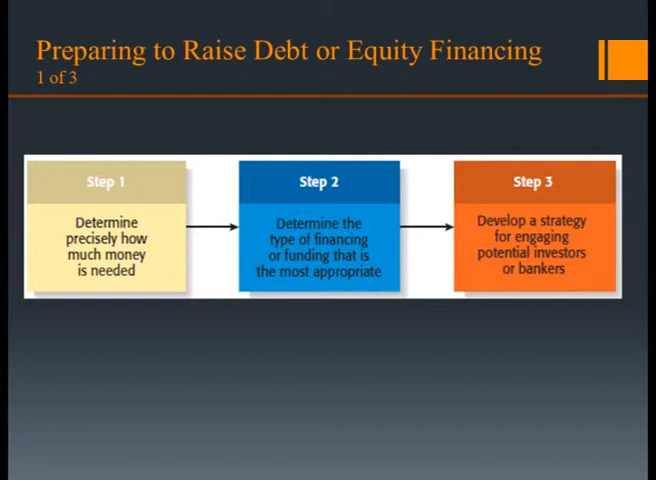 Preparing to Raise Debt or Equity Financing
1 of 3
Step 1
Determine
precisely how
much money
is needed
Step 2
Determine the
type of financing
or funding that is
the most appropriate
Step 3
Develop a strategy
for engaging
potential investors
or bankers